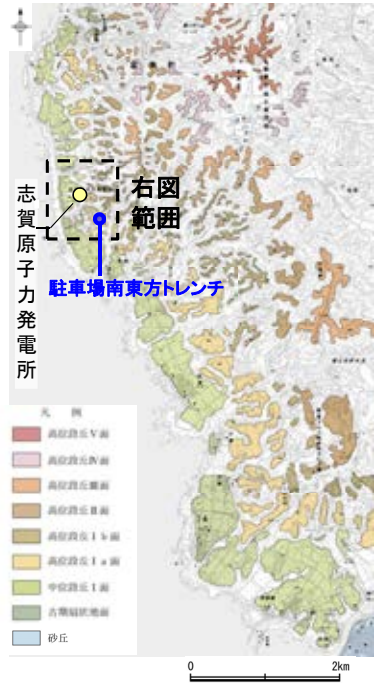 右図
範囲
志賀原子力発電所
駐車場南東方トレンチ
凡 例
高位段丘Ⅴ面
高位段丘Ⅳ面
高位段丘Ⅲ面
高位段丘Ⅱ面
高位段丘Ⅰb面
高位段丘Ⅰa面
中位段丘Ⅰ面
古期扇状地面
砂丘
0 2km